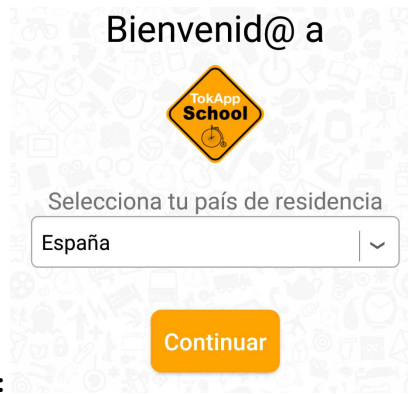 Bienvenid@ a
TokApp
School
Selecciona tu país de residencia
España
Continuar
: